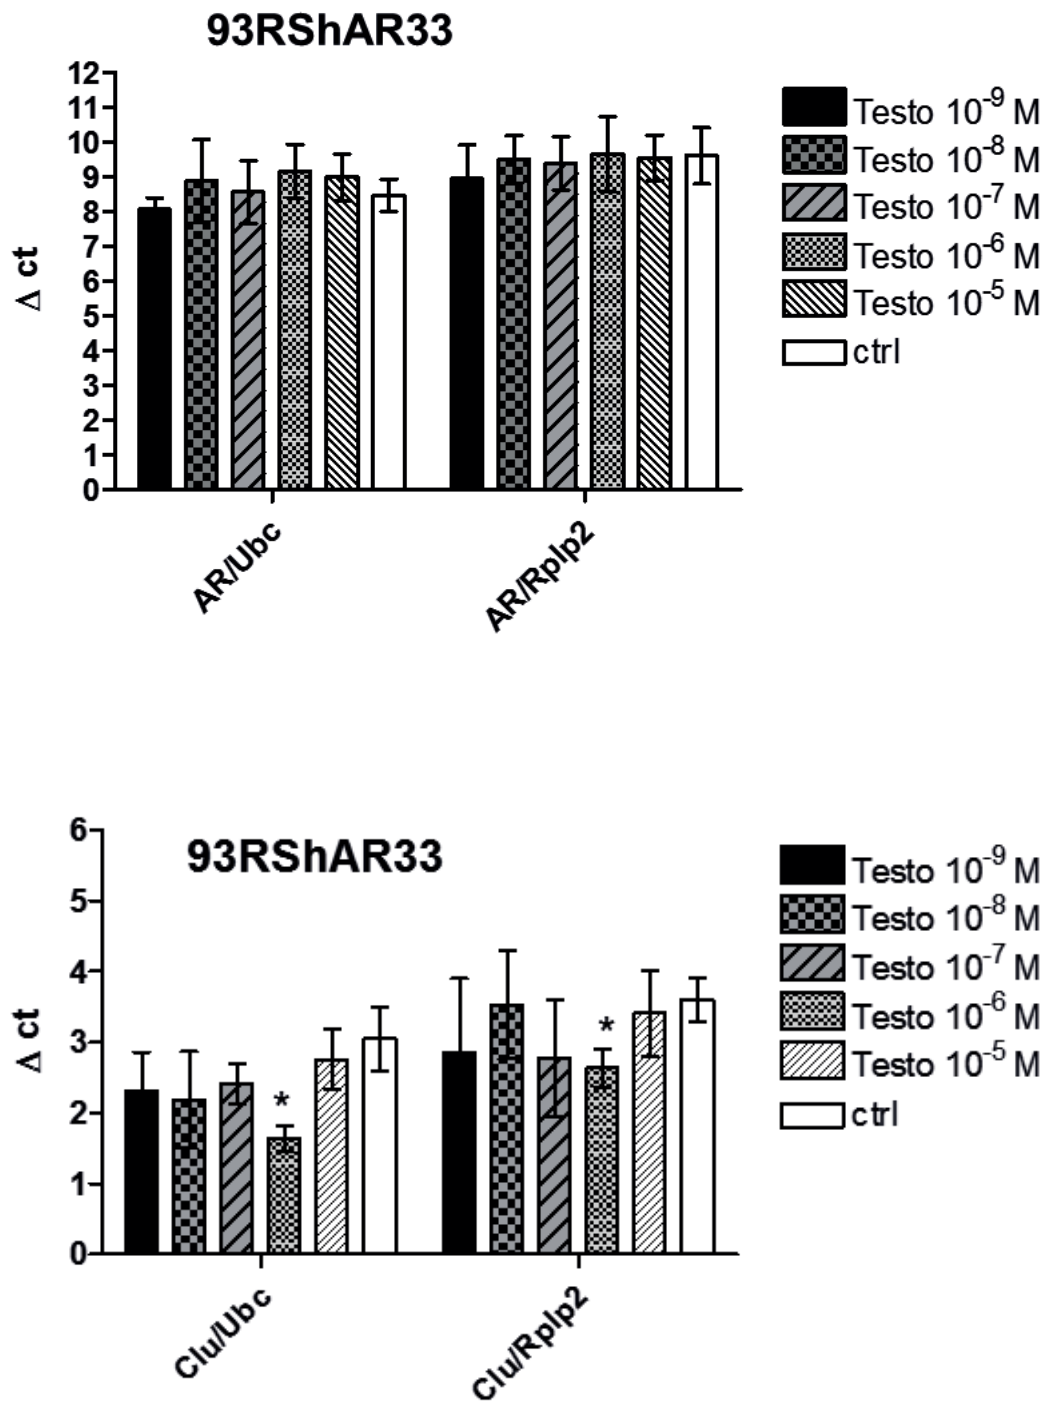 93RShAR33
12
11
10
9
8
7
6
5
4
3
2
1
0
Δ ct
AR/Ubc
AR/Rplp2
Testo 10⁻⁹ M
Testo 10⁻⁸ M
Testo 10⁻⁷ M
Testo 10⁻⁶ M
Testo 10⁻⁵ M
ctrl
93RShAR33
6
5
4
3
2
1
0
Δ ct
*
*
Clu/Ubc
Clu/Rplp2
Testo 10⁻⁹ M
Testo 10⁻⁸ M
Testo 10⁻⁷ M
Testo 10⁻⁶ M
Testo 10⁻⁵ M
ctrl